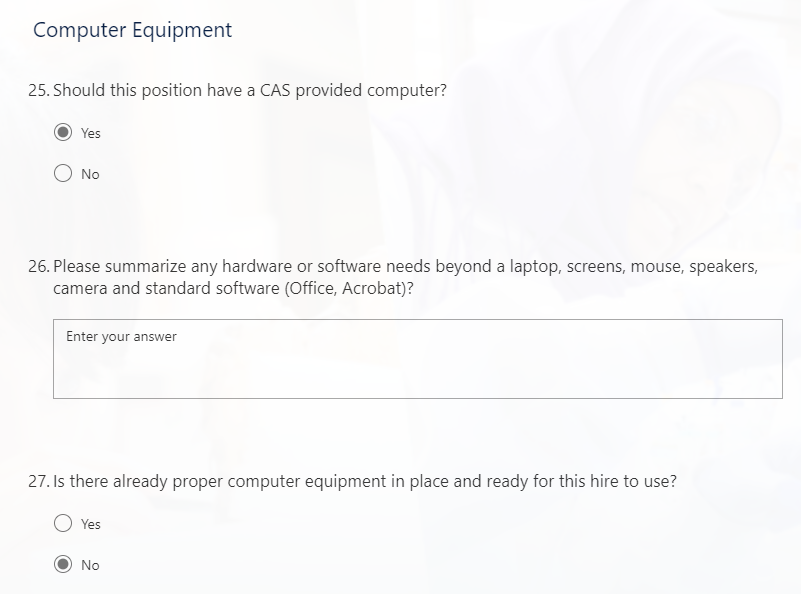 Computer Equipment
25. Should this position have a CAS provided computer?
Yes
No
26. Please summarize any hardware or software needs beyond a laptop, screens, mouse, speakers,
camera and standard software (Office, Acrobat)?
Enter your answer
27. Is there already proper computer equipment in place and ready for this hire to use?
Yes
No